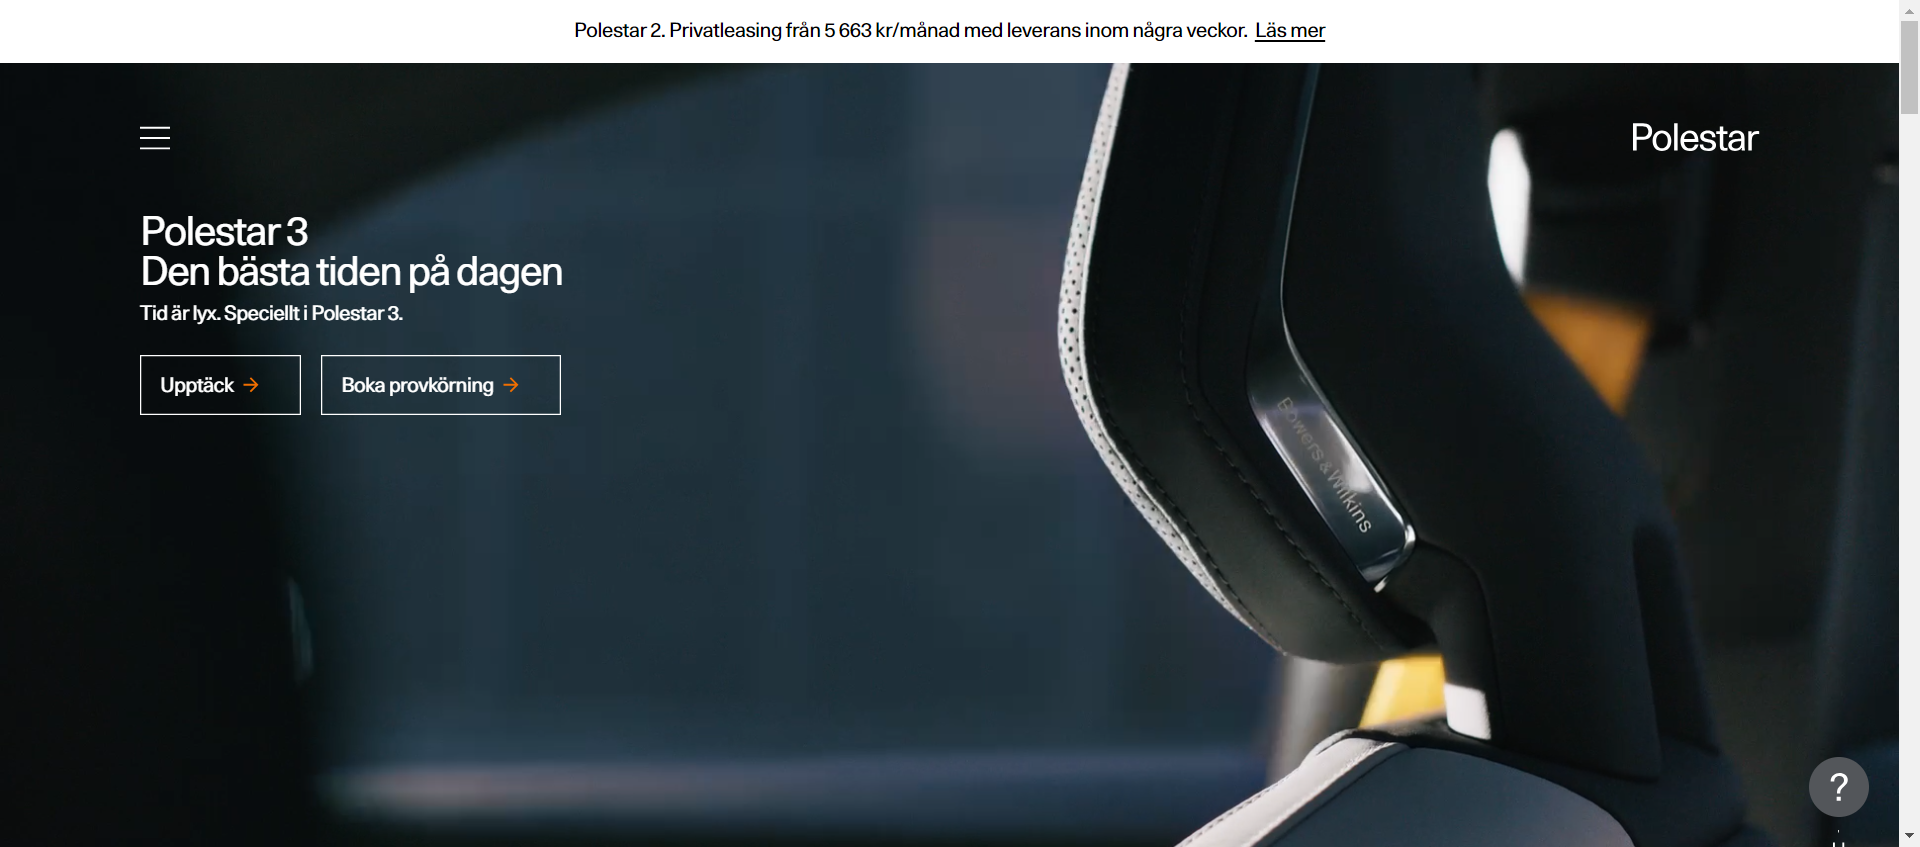 Polestar 2. Privatleasing från 5 663 kr/månad med leverans inom några veckor. Läs mer
Polestar
Polestar 3
Den bästa tiden på dagen
Tid är lyx. Speciellt i Polestar 3.
Upptäck → Boka provkörning →
Bowers & Wilkins
?